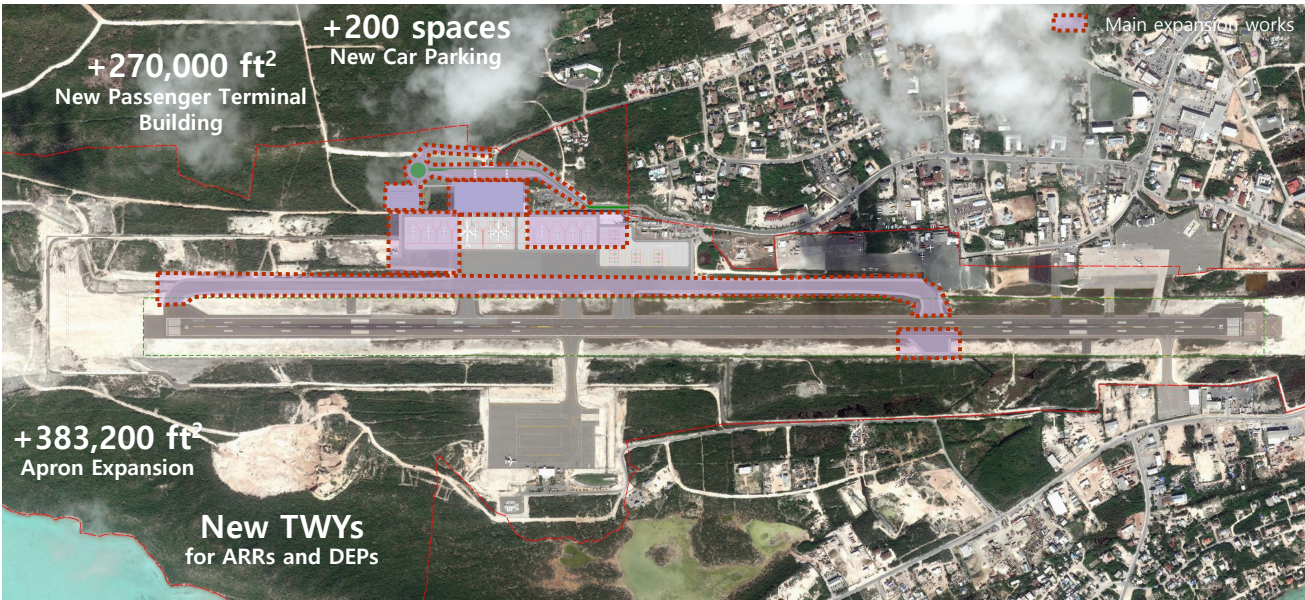 +200 spaces
New Car Parking
Main expansion works
+270,000 ft²
New Passenger Terminal
Building
+383,200 ft²
Apron Expansion
New TWYs
for ARRs and DEPs